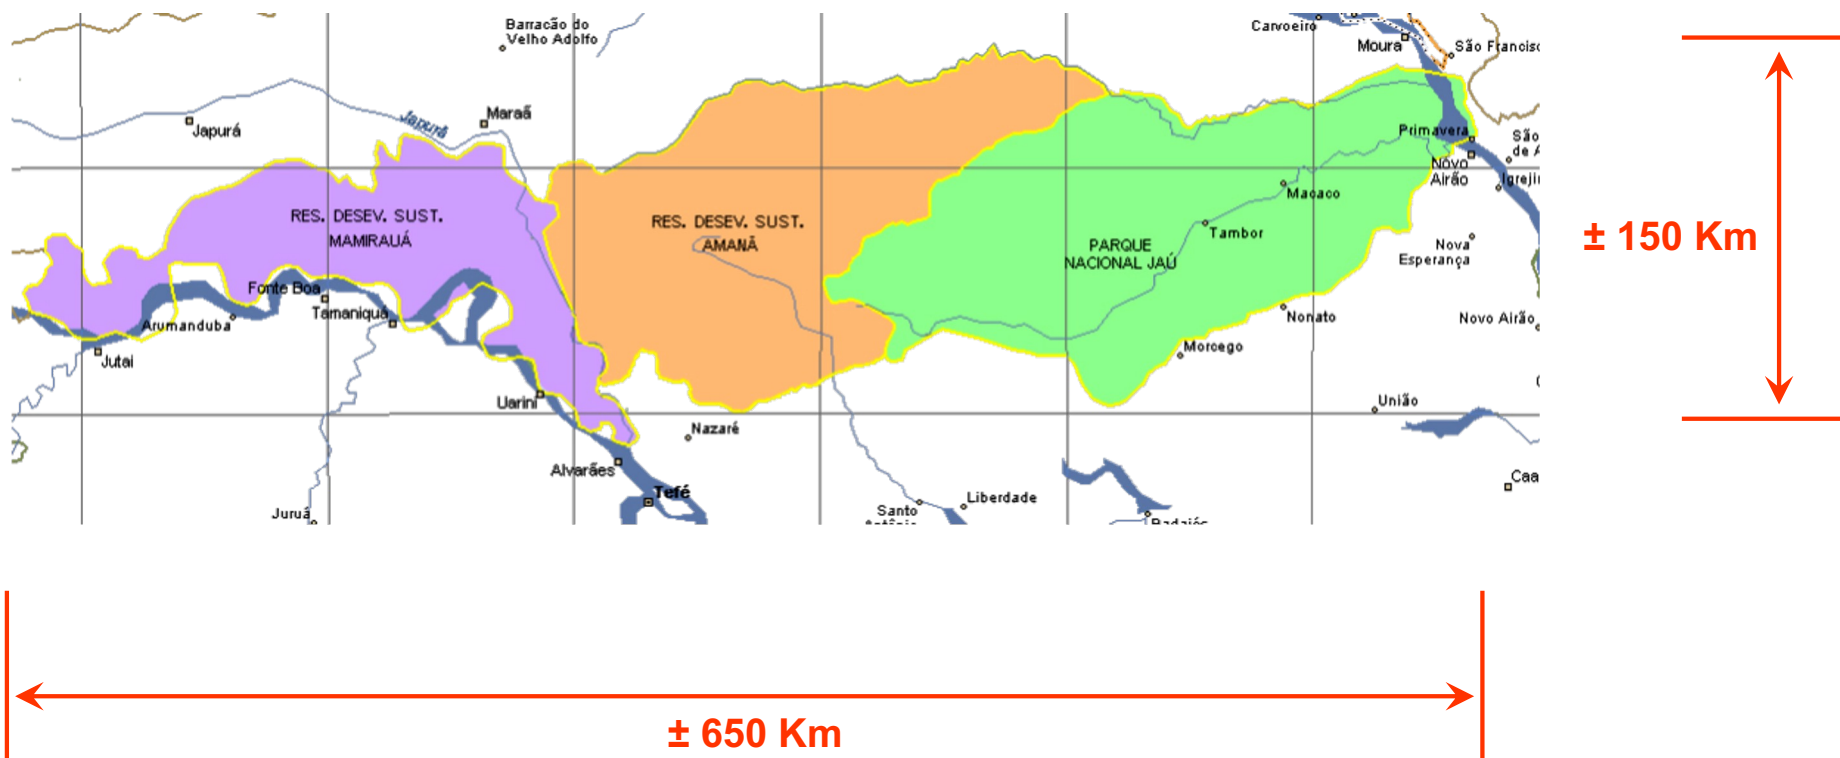 Barracão do
Velho Adolfo
Carvoeiro
Moura
São Francisc
Japurá
Japurá
Maraã
Primavera
São
de A
Novo
Airão
Igreji
Macaco
RES. DESEV. SUST.
MAMIRAUÁ
RES. DESEV. SUST.
AMANÃ
Tambor
PARQUE
NACIONAL JAÚ
Nova
Esperança
± 150 Km
Fonte Boa
Tamaniquá
Arumanduba
Nonato
Novo Airão
Jutai
Morcego
Uarini
União
Nazaré
Alvarães
Tefé
Caa
Liberdade
Santo
Juruá
± 650 Km